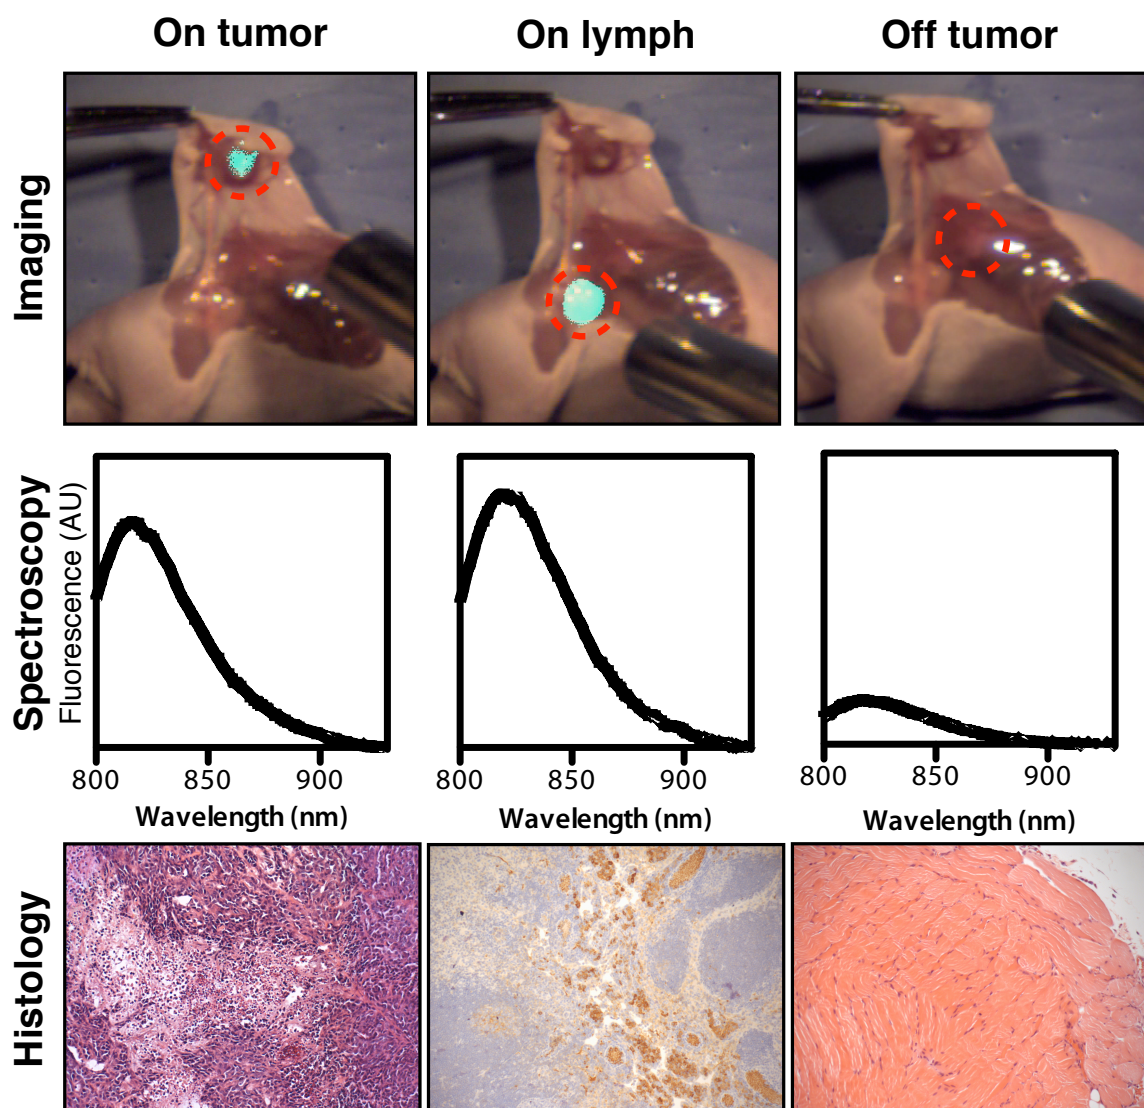 On tumor
On lymph
Off tumor
Imaging
Spectroscopy
Fluorescence (AU)
800
850
900
800
850
900
800
850
900
Wavelength (nm)
Wavelength (nm)
Wavelength (nm)
Histology